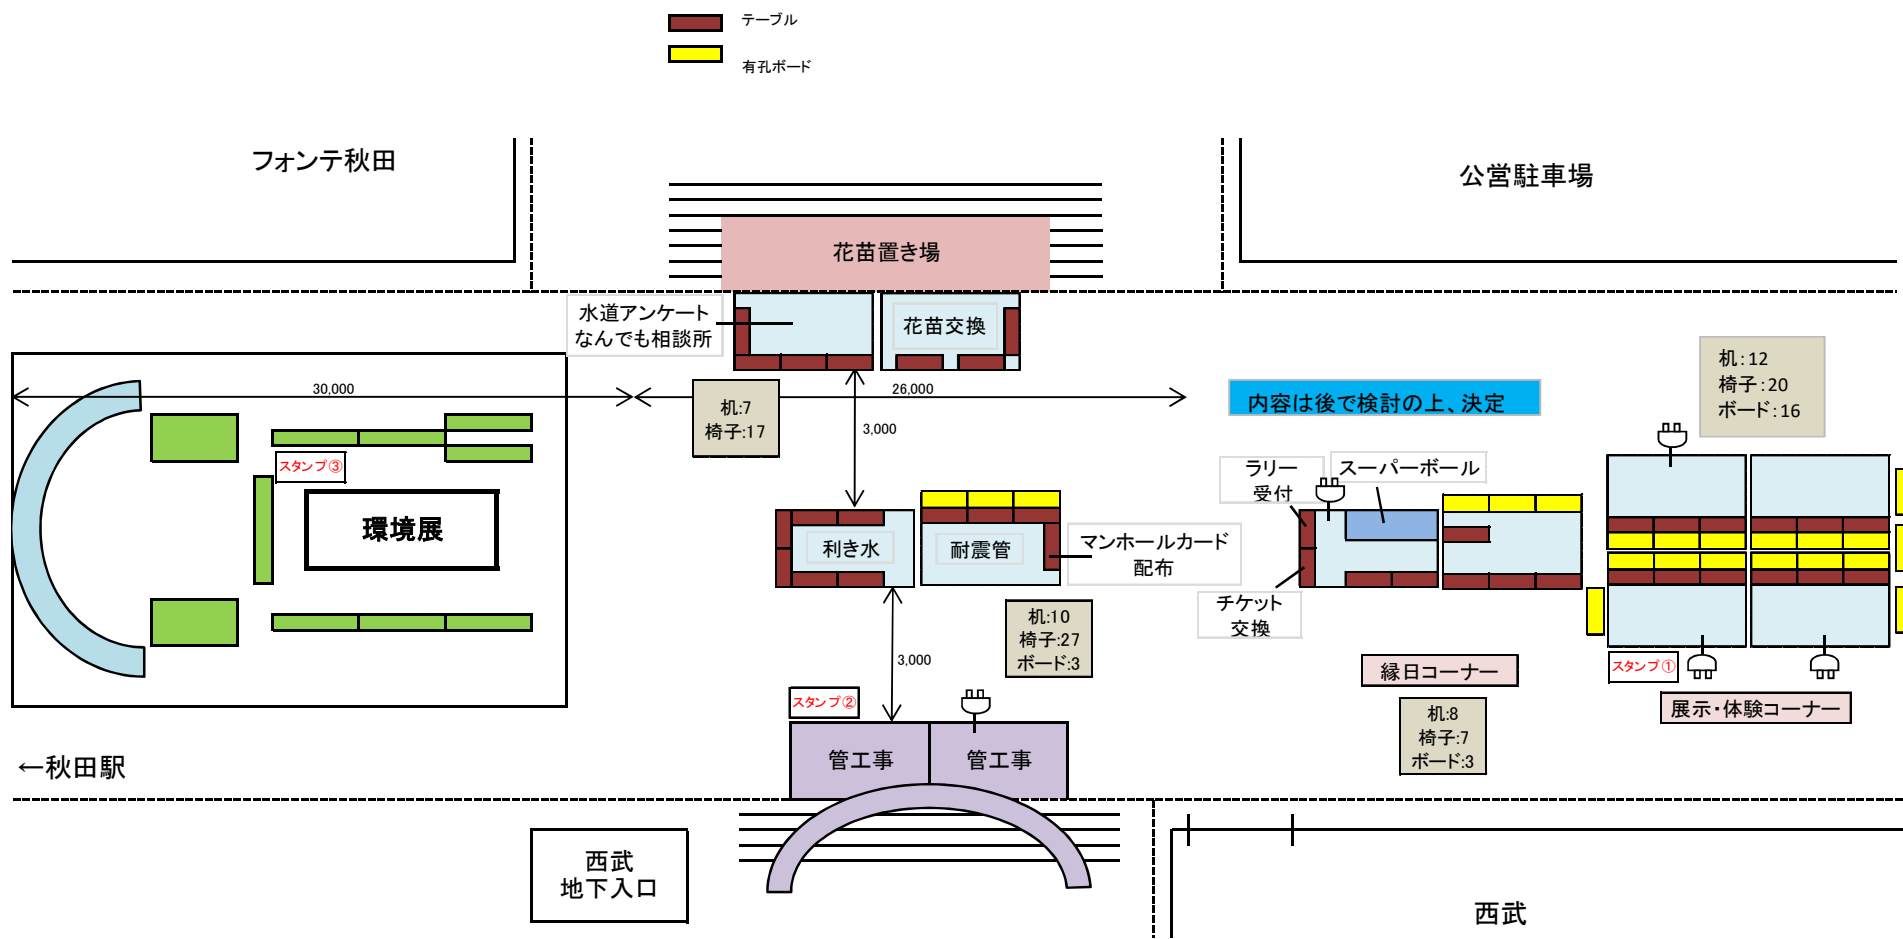 テーブル
有孔ボード
フォンテ秋田
公営駐車場
花苗置き場
水道アンケート
なんでも相談所
花苗交換
机:12
椅子:20
ボード:16
30,000
26,000
内容は後で検討の上、決定
机:7
椅子:17
3,000
スタンプ③
ラリー
受付
スーパーボール
環境展
利き水
耐震管
マンホールカード
配布
チケット
交換
机:10
椅子:27
ボード:3
3,000
縁日コーナー
スタンプ①
スタンプ②
展示・体験コーナー
机:8
椅子:7
ボード:3
管工事
管工事
←秋田駅
西武
地下入口
西武